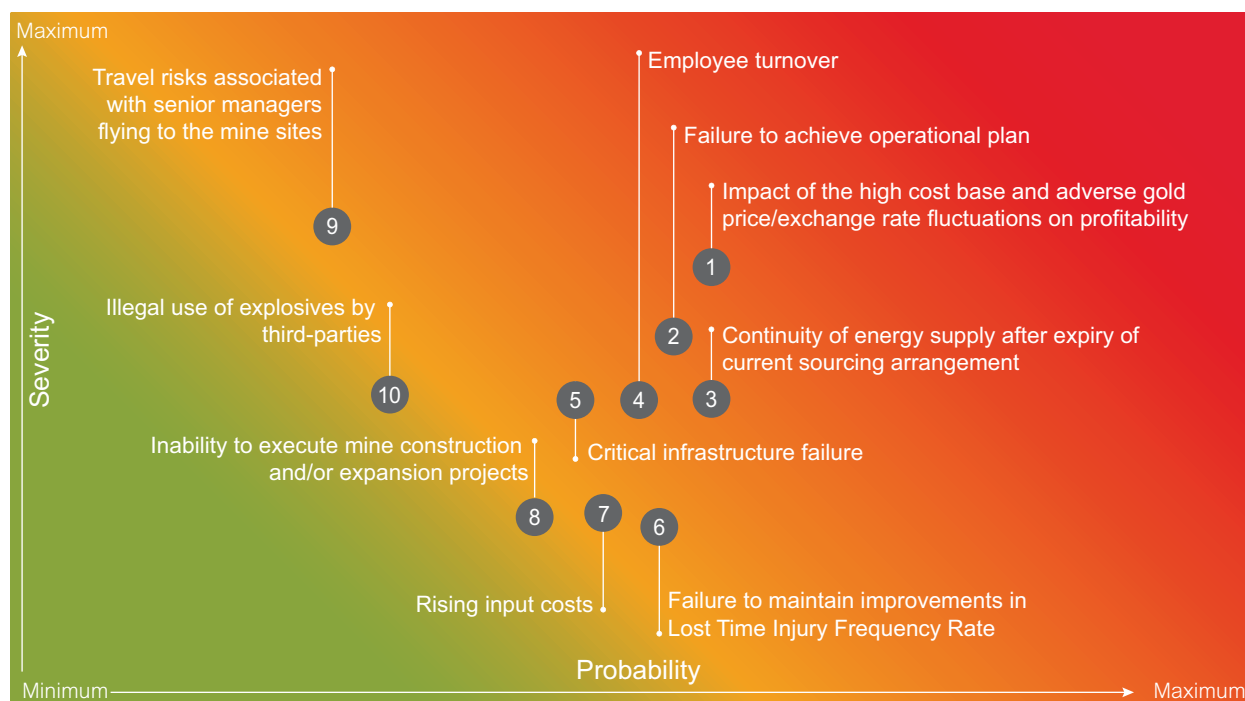 Maximum
Employee turnover
Travel risks associated
with senior managers
flying to the mine sites
Failure to achieve operational plan
Impact of the high cost base and adverse gold
price/exchange rate fluctuations on profitability
9
1
Illegal use of explosives by
third-parties
2
Continuity of energy supply after expiry of
current sourcing arrangement
Severity
10
5
4
3
Inability to execute mine construction
and/or expansion projects
Critical infrastructure failure
8
7
6
Rising input costs
Failure to maintain improvements in
Lost Time Injury Frequency Rate
Probability
Minimum
Maximum